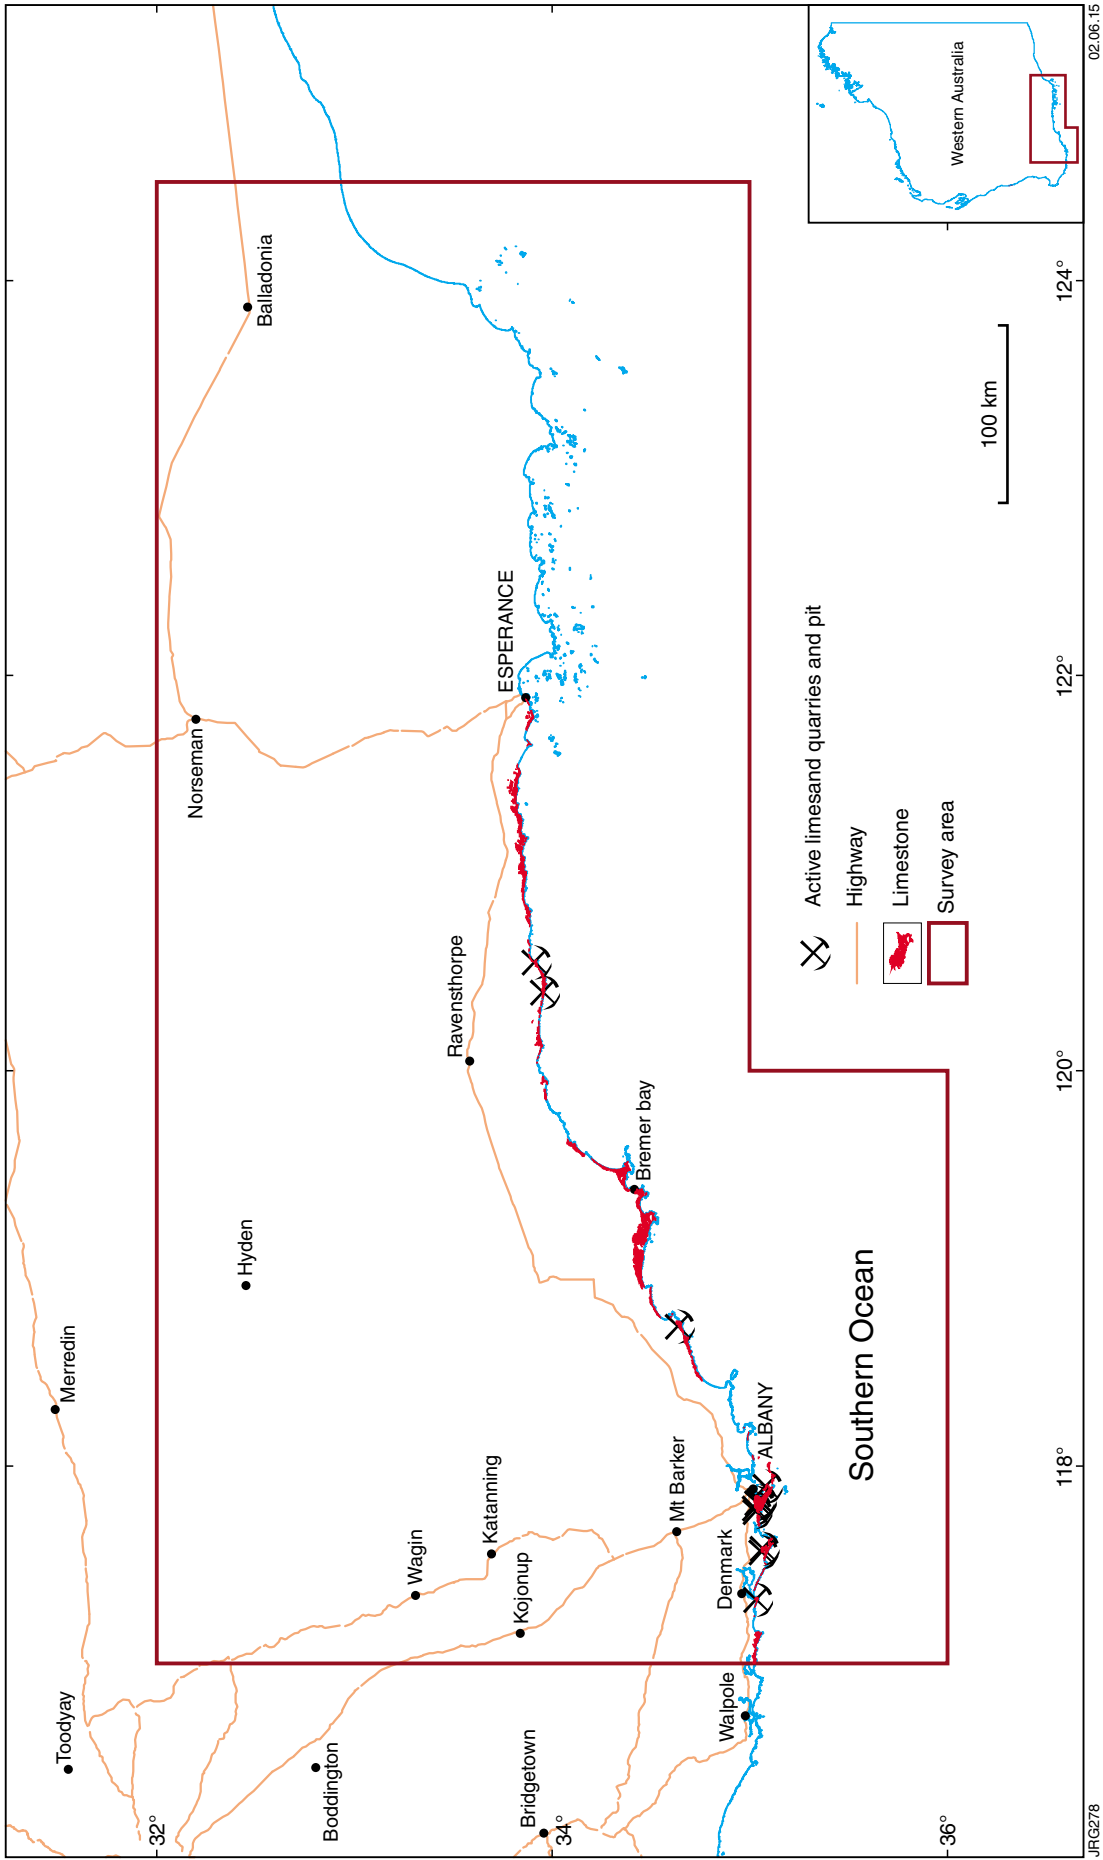 Toodyay
Merredin
Hyden
Norseman
Balladonia
Boddington
Wagin
Katanning
Kojonup
Bridgetown
Mt Barker
Denmark
Walpole
ALBANY
Bremer bay
Ravensthorpe
ESPERANCE
Southern Ocean
32°
34°
36°
118°
120°
122°
124°
100 km
Active limesand quarries and pit
Highway
Limestone
Survey area
Western Australia
JRG278
02.06.15